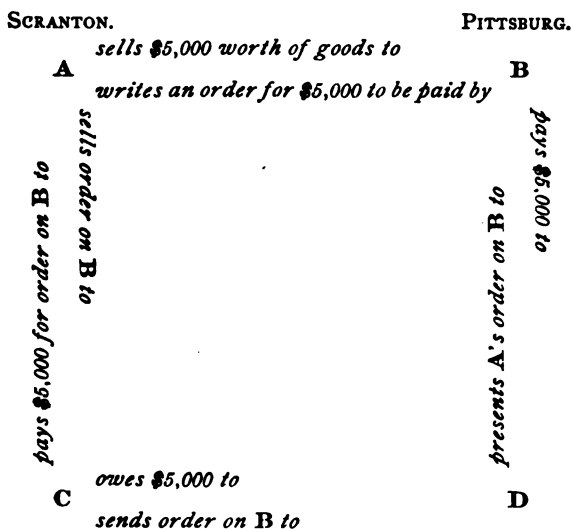 SCRANTON.
PITTSBURG.
sells $5,000 worth of goods to
A
B
writes an order for $5,000 to be paid by
sells order on B to
pays $5,000 for order on B to
pays $5,000 to
presents A's order on B to
owes $5,000 to
C
D
sends order on B to